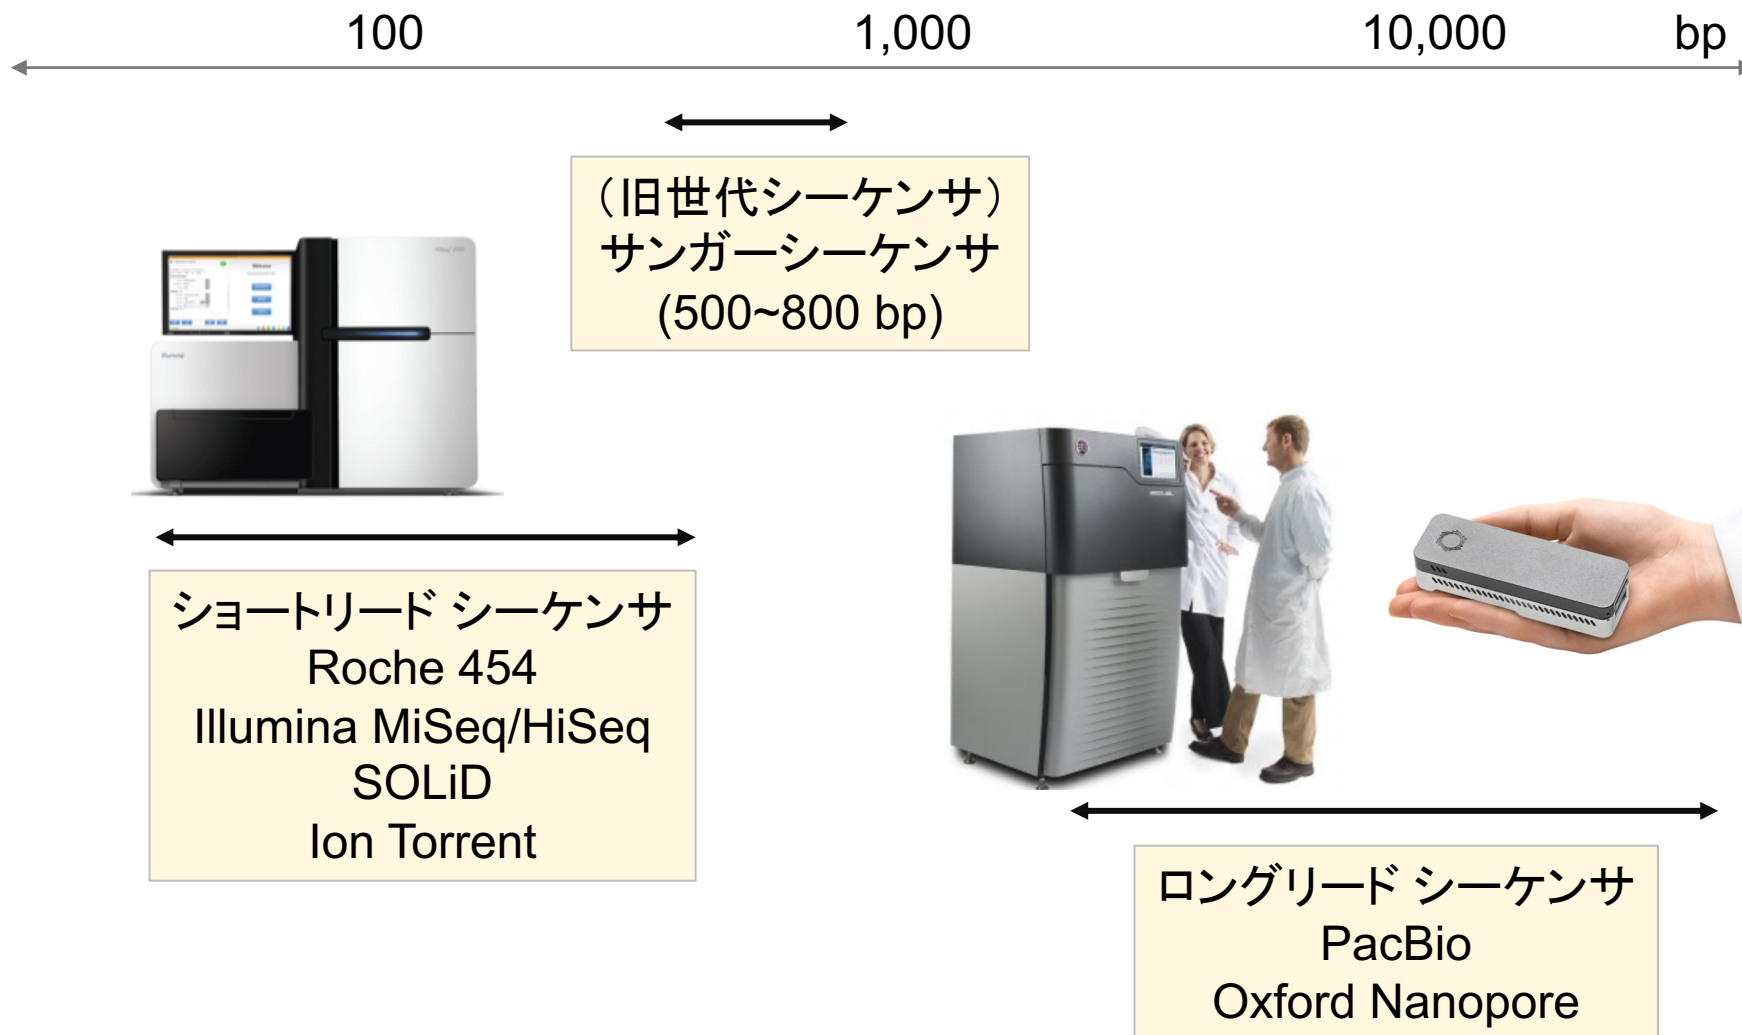 100 1,000 10,000 bp
（旧世代シーケンサ）
サンガーシーケンサ
(500~800 bp)
Welcome
ショートリード シーケンサ
Roche 454
Illumina MiSeq/HiSeq
SOLiD
Ion Torrent
ロングリード シーケンサ
PacBio
Oxford Nanopore